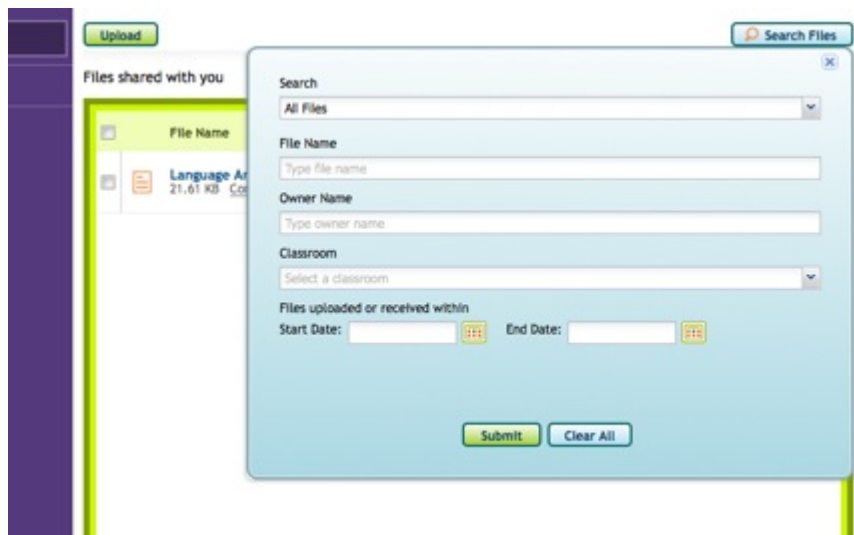 Upload
Search Files
Files shared with you
Search
All Files
File Name
File Name
Type file name
Language
21.61 KB
Owner Name
Type owner name
Classroom
Select a classroom
Files uploaded or received within
Start Date: End Date:
Submit Clear All